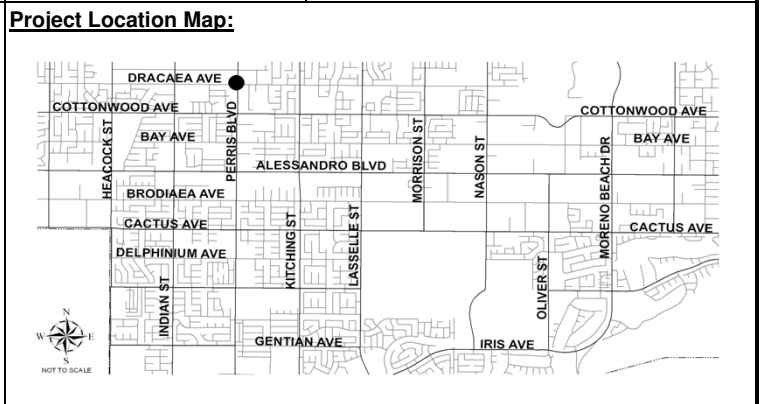 Project Location Map:
DRACAEA AVE
COTTONWOOD AVE
COTTONWOOD AVE
BAY AVE
BAY AVE
HEACOCK ST
PERRIS BLVD
MORRISON ST
NASON ST
MORENO BEACH DR
ALESSANDRO BLVD
BRODIAEA AVE
CACTUS AVE
CACTUS AVE
KITCHING ST
LASSELLE ST
DELPHINIUM AVE
INDIAN ST
OLIVER ST
GENTIAN AVE
IRIS AVE
N
W E
S
NOT TO SCALE